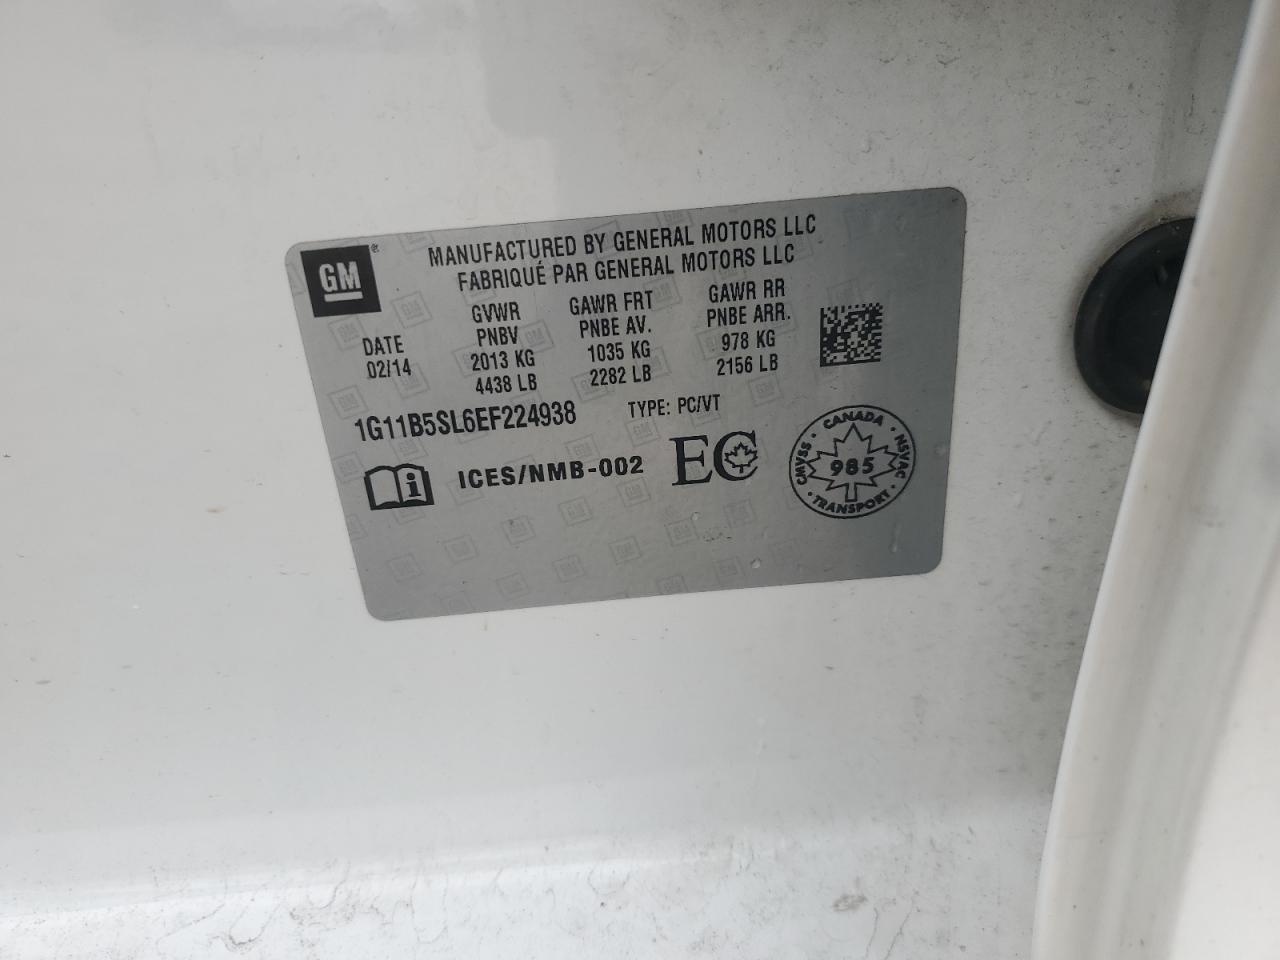 GM®
MANUFACTURED BY GENERAL MOTORS LLC
FABRIQUÉ PAR GENERAL MOTORS LLC
DATE
02/14
GVWR
PNBV
2013 KG
4438 LB
GAWR FRT
PNBE AV.
1035 KG
2282 LB
GAWR RR
PNBE ARR.
978 KG
2156 LB
1G11B5SL6EF224938
TYPE: PC/VT
i
ICES/NMB-002
EC
CANADA
CMVSS · NSVAC
985
TRANSPORT